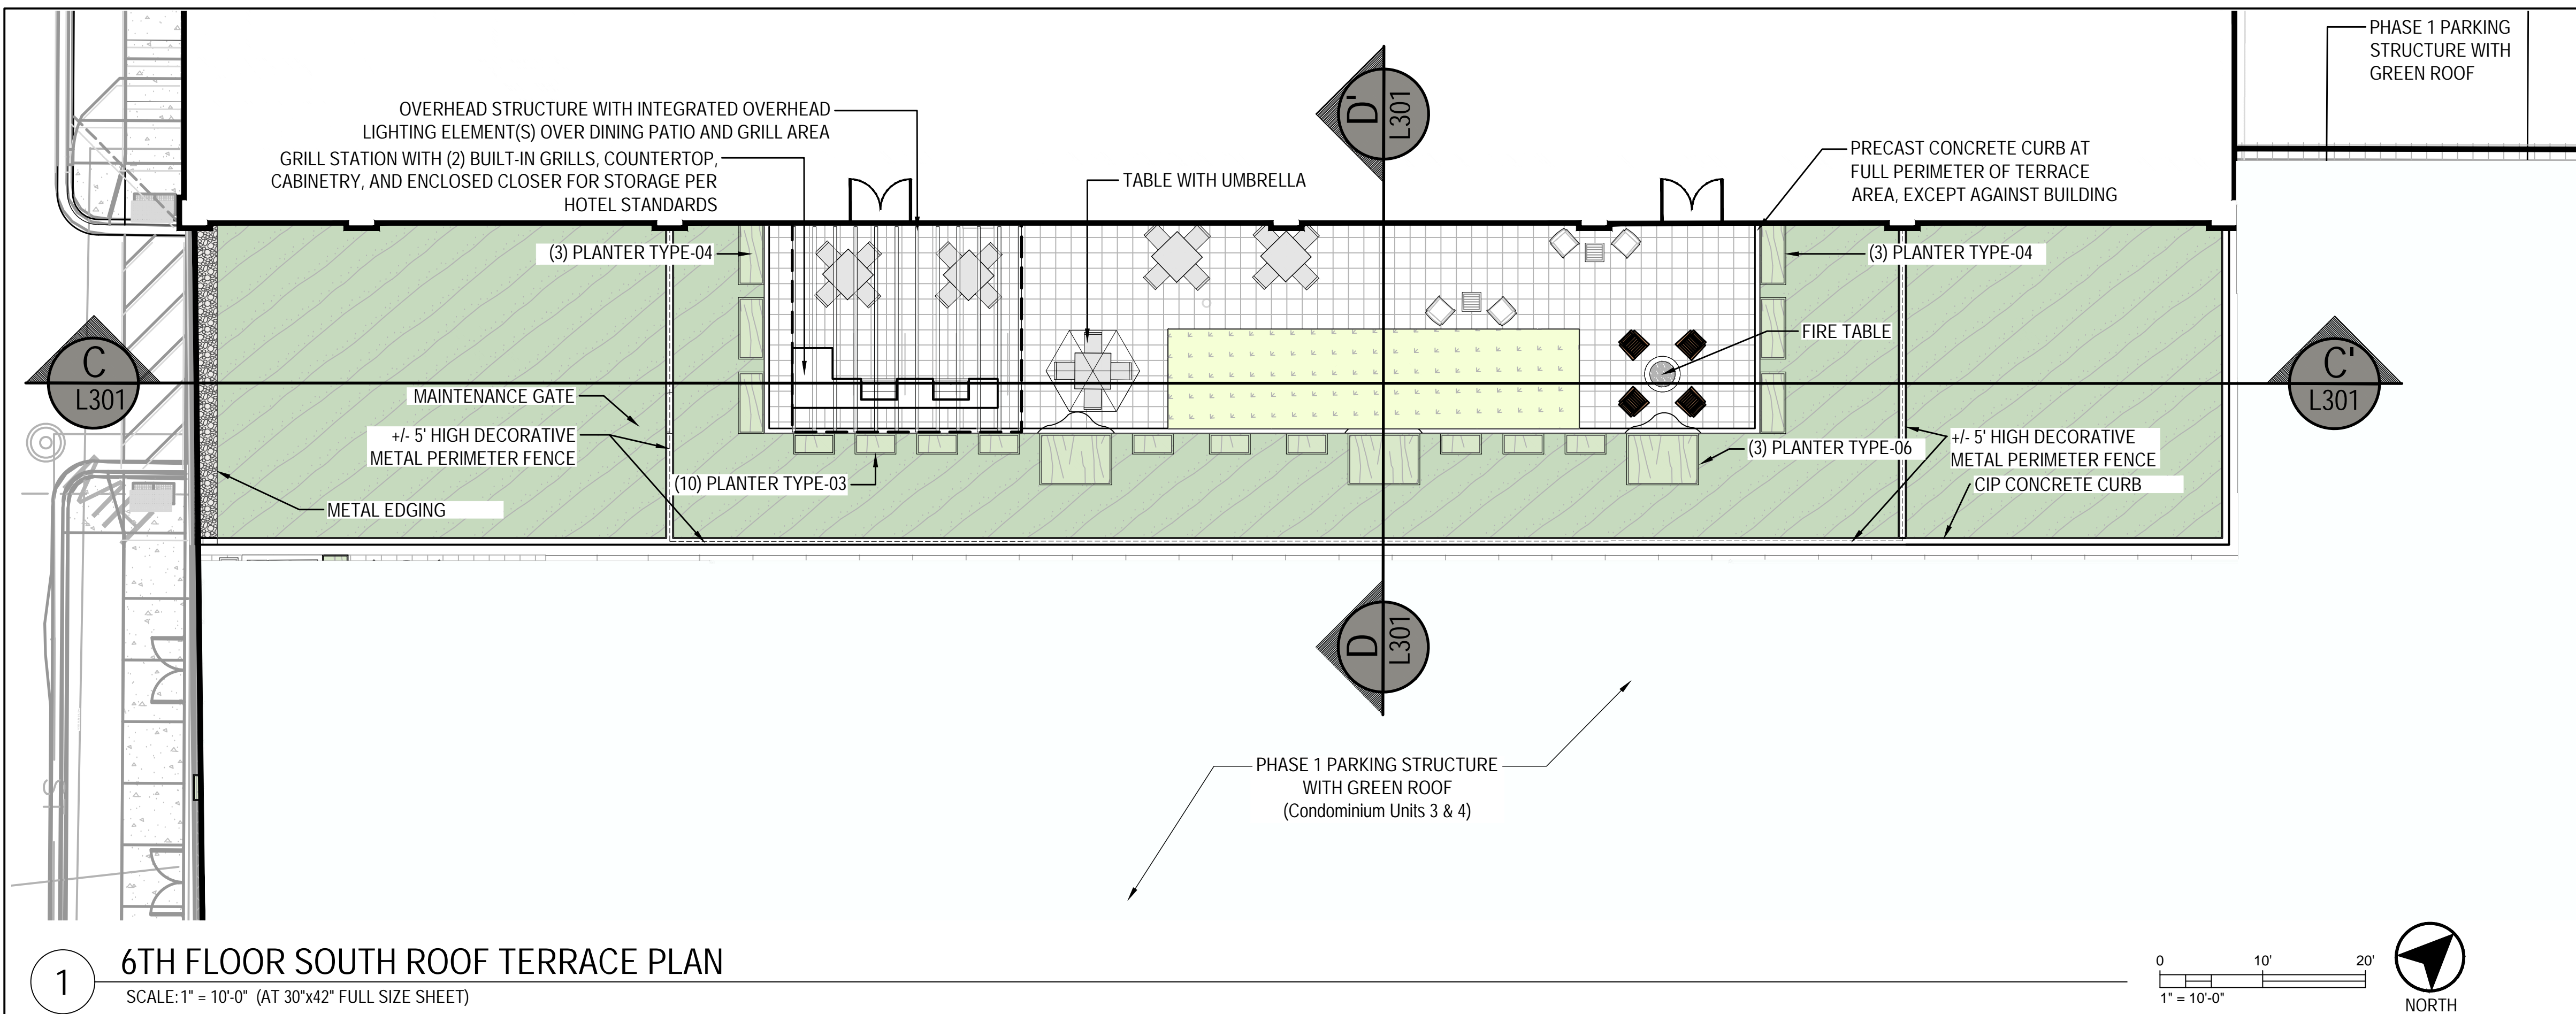 PHASE 1 PARKING
STRUCTURE WITH
GREEN ROOF
OVERHEAD STRUCTURE WITH INTEGRATED OVERHEAD
LIGHTING ELEMENT(S) OVER DINING PATIO AND GRILL AREA
GRILL STATION WITH (2) BUILT-IN GRILLS, COUNTERTOP,
CABINETRY, AND ENCLOSED CLOSER FOR STORAGE PER
HOTEL STANDARDS
D'
L301
TABLE WITH UMBRELLA
PRECAST CONCRETE CURB AT
FULL PERIMETER OF TERRACE
AREA, EXCEPT AGAINST BUILDING
(3) PLANTER TYPE-04
(3) PLANTER TYPE-04
FIRE TABLE
C
L301
C'
L301
MAINTENANCE GATE
+/- 5' HIGH DECORATIVE
METAL PERIMETER FENCE
(10) PLANTER TYPE-03
METAL EDGING
(3) PLANTER TYPE-06
+/- 5' HIGH DECORATIVE
METAL PERIMETER FENCE
CIP CONCRETE CURB
D
L301
PHASE 1 PARKING STRUCTURE
WITH GREEN ROOF
(Condominium Units 3 & 4)
1
6TH FLOOR SOUTH ROOF TERRACE PLAN
SCALE: 1" = 10'-0" (AT 30"x42" FULL SIZE SHEET)
0 10' 20'
1" = 10'-0"
NORTH